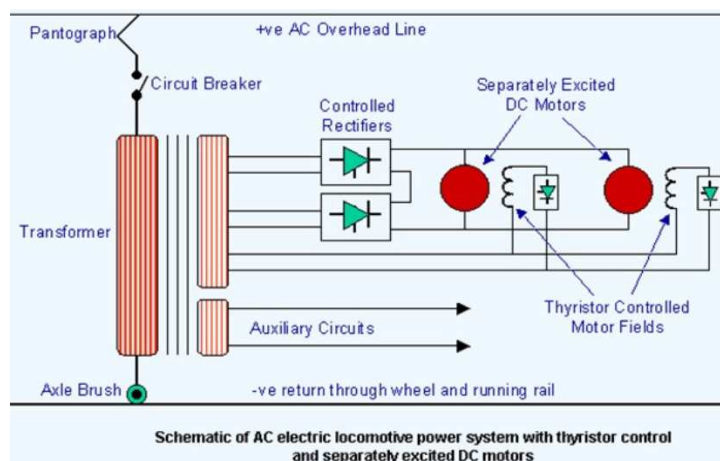 Pantograph
+ve AC Overhead Line
Circuit Breaker
Controlled
Rectifiers
Separately Excited
DC Motors
Transformer
Thyristor Controlled
Motor Fields
Auxiliary Circuits
Axle Brush
-ve return through wheel and running rail
Schematic of AC electric locomotive power system with thyristor control
and separately excited DC motors